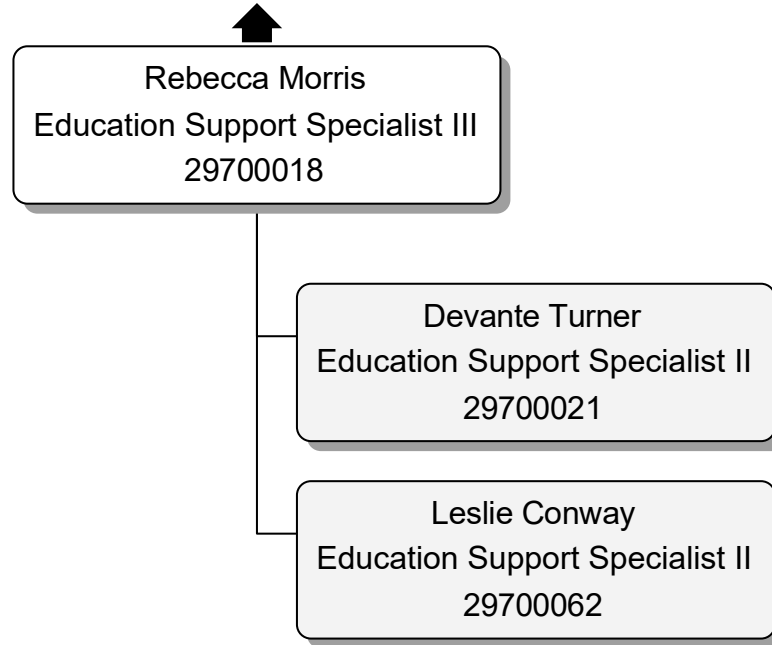 Rebecca Morris
Education Support Specialist III
29700018
Devante Turner
Education Support Specialist II
29700021
Leslie Conway
Education Support Specialist II
29700062